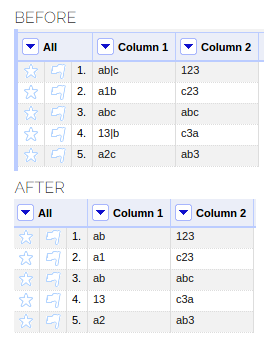 BEFORE
All Column 1 Column 2
1. ab|c 123
2. a1b c23
3. abc abc
4. 13|b c3a
5. a2c ab3
AFTER
All Column 1 Column 2
1. ab 123
2. a1 c23
3. ab abc
4. 13 c3a
5. a2 ab3